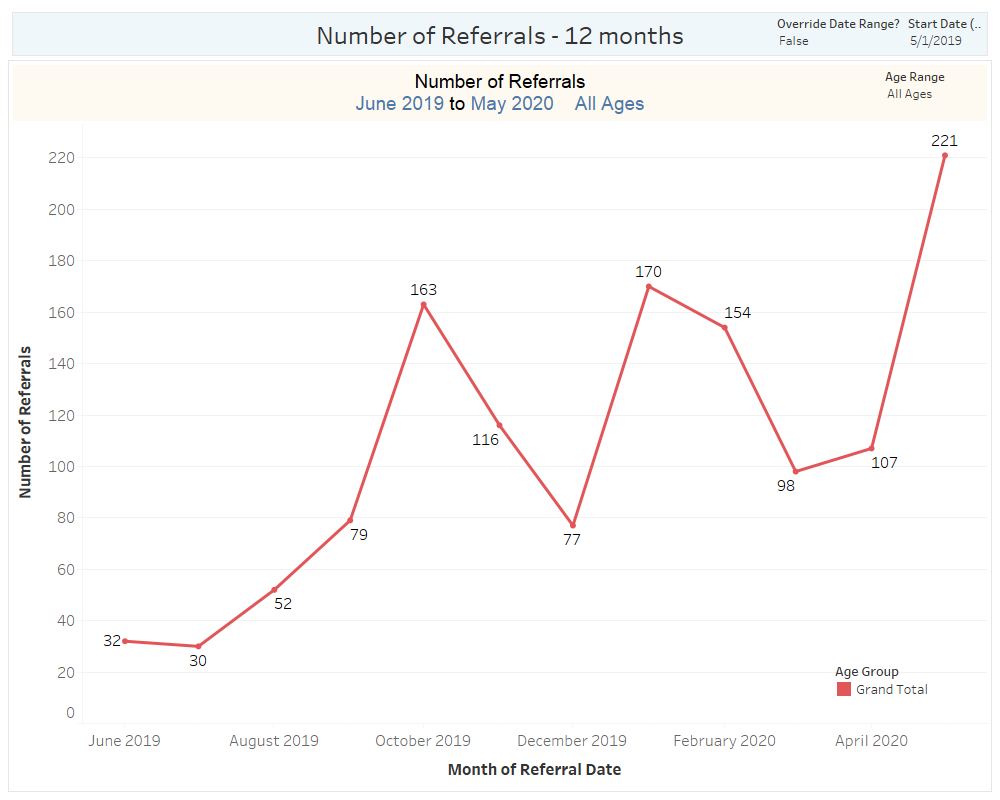 Number of Referrals - 12 months
Override Date Range? Start Date (..
False 5/1/2019
Number of Referrals
June 2019 to May 2020 All Ages
Age Range
All Ages
Number of Referrals
220
200
180
160
140
120
100
80
60
40
20
0
32
30
52
79
163
116
77
170
154
98
107
221
Age Group
Grand Total
June 2019 August 2019 October 2019 December 2019 February 2020 April 2020
Month of Referral Date